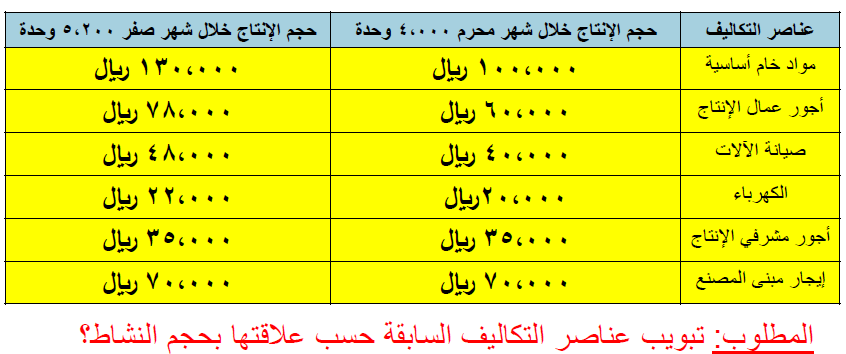 عناصر التكاليف حجم الإنتاج خلال شهر محرم ٤،٠٠٠ وحدة حجم الإنتاج خلال شهر صفر ٥،٢٠٠ وحدة
مواد خام أساسية ١٠٠،٠٠٠ ريال ١٣٠،٠٠٠ ريال
أجور عمال الإنتاج ٦٠،٠٠٠ ريال ٧٨،٠٠٠ ريال
صيانة الآلات ٤٠،٠٠٠ ريال ٤٨،٠٠٠ ريال
الكهرباء ٢٠،٠٠٠ريال ٢٢،٠٠٠ ريال
أجور مشرفي الإنتاج ٣٥،٠٠٠ ريال ٣٥،٠٠٠ ريال
إيجار مبنى المصنع ٧٠،٠٠٠ ريال ٧٠،٠٠٠ ريال
المطلوب: تبويب عناصر التكاليف السابقة حسب علاقتها بحجم النشاط؟